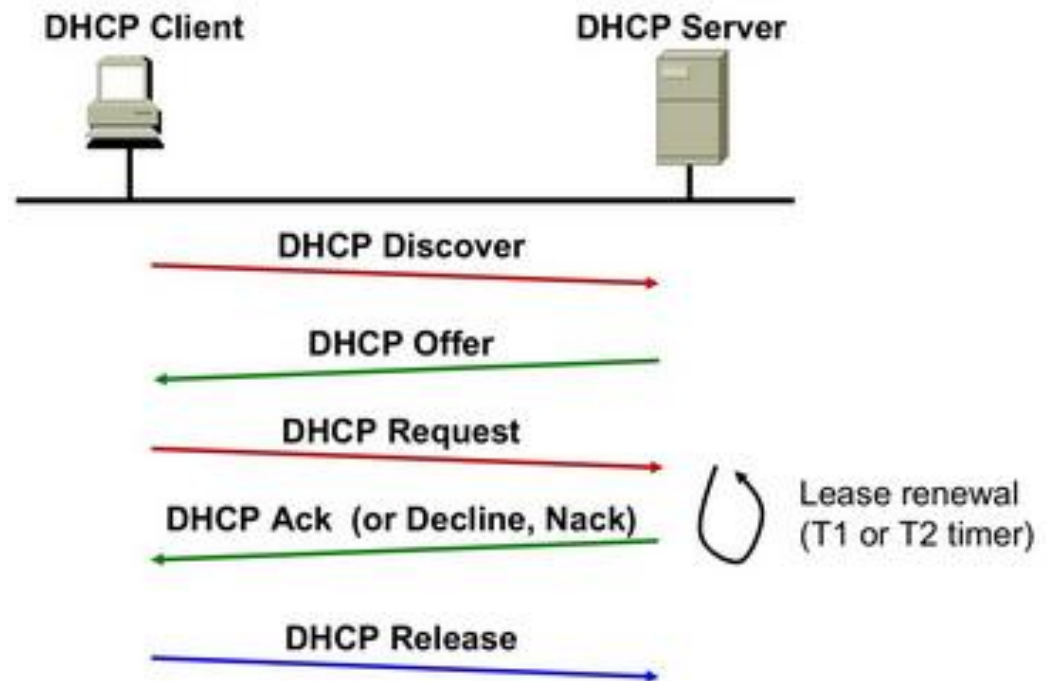 DHCP Client
DHCP Server
DHCP Discover
DHCP Offer
DHCP Request
DHCP Ack (or Decline, Nack)
Lease renewal
(T1 or T2 timer)
DHCP Release